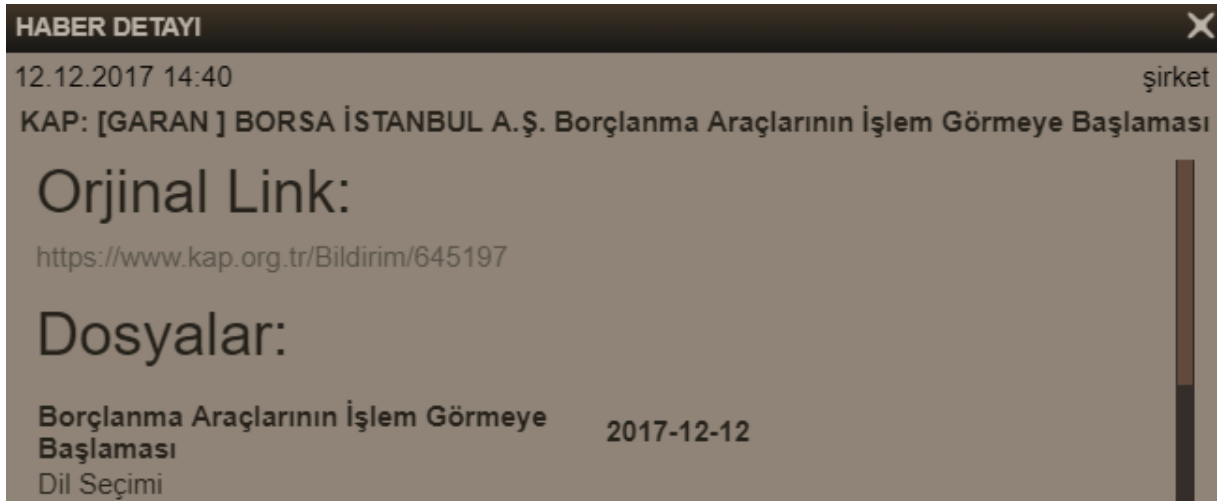 HABER DETAYI
12.12.2017 14:40 şirket
KAP: [GARAN ] BORSA İSTANBUL A.Ş. Borçlanma Araçlarının İşlem Görmeye Başlaması
Orjinal Link:
https://www.kap.org.tr/Bildirim/645197
Dosyalar:
Borçlanma Araçlarının İşlem Görmeye
Başlaması
2017-12-12
Dil Seçimi